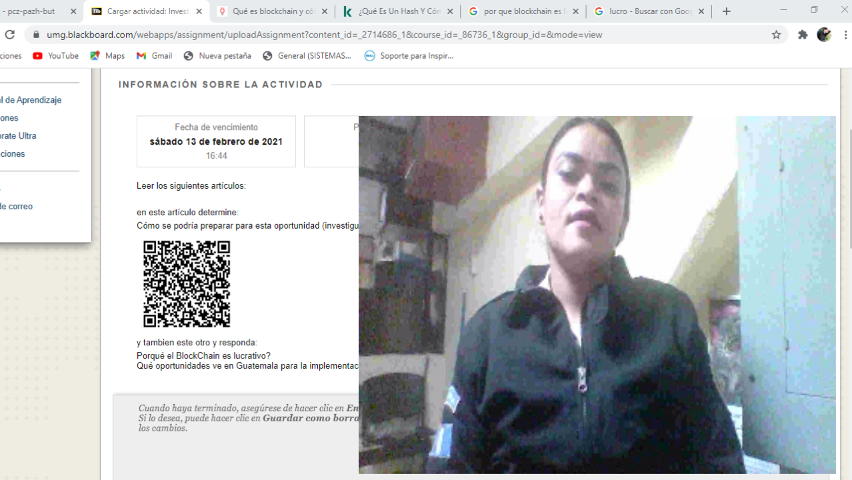 - pcz-pazh-but
Cargar actividad: Invest
Qué es blockchain y có
¿Qué Es Un Hash Y Cóm
por que blockchain es l
lucro - Buscar con Goog
umg.blackboard.com/webapps/assignment/uploadAssignment?content_id=_2714686_1&course_id=_86736_1&group_id=&mode=view
ciones
YouTube
Maps
Gmail
Nueva pestaña
General (SISTEMAS...
Soporte para Inspir...
l de Aprendizaje
ones
rate Ultra
ciones
de correo
INFORMACIÓN SOBRE LA ACTIVIDAD
Fecha de vencimiento
sábado 13 de febrero de 2021
16:44
P
Leer los siguientes artículos:
en este artículo determine:
Cómo se podría preparar para esta oportunidad (investigu
y tambien este otro y responda:
Porqué el BlockChain es lucrativo?
Qué oportunidades ve en Guatemala para la implementac
Cuando haya terminado, asegúrese de hacer clic en En
Si lo desea, puede hacer clic en Guardar como borra
los cambios.